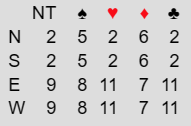 NT ♠ ♥ ♦ ♣
N 2 5 2 6 2
S 2 5 2 6 2
E 9 8 11 7 11
W 9 8 11 7 11